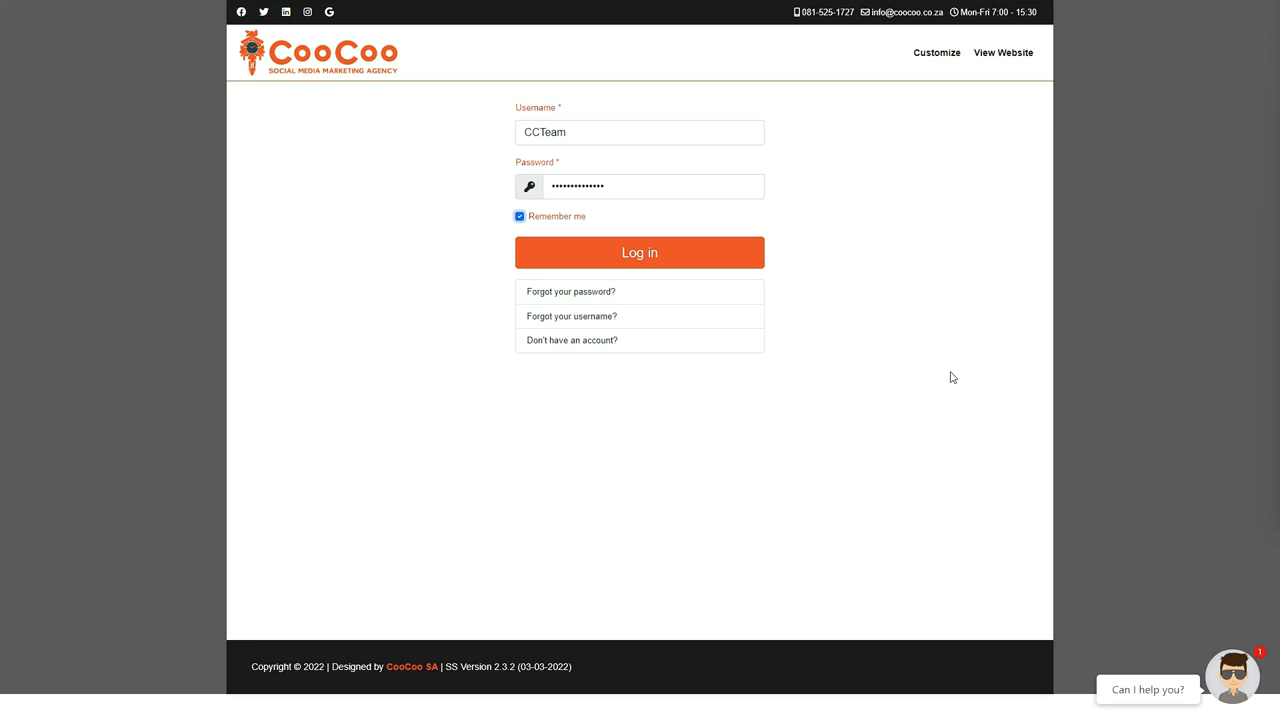 081-525-1727 info@coocoo.co.za Mon-Fri 7:00 - 15:30
CooCoo
SOCIAL MEDIA MARKETING AGENCY
Customize View Website
Username *
CCTeam
Password *
••••••••••••••
Remember me
Log in
Forgot your password?
Forgot your username?
Don't have an account?
Copyright © 2022 | Designed by CooCoo SA | SS Version 2.3.2 (03-03-2022)
1
Can I help you?